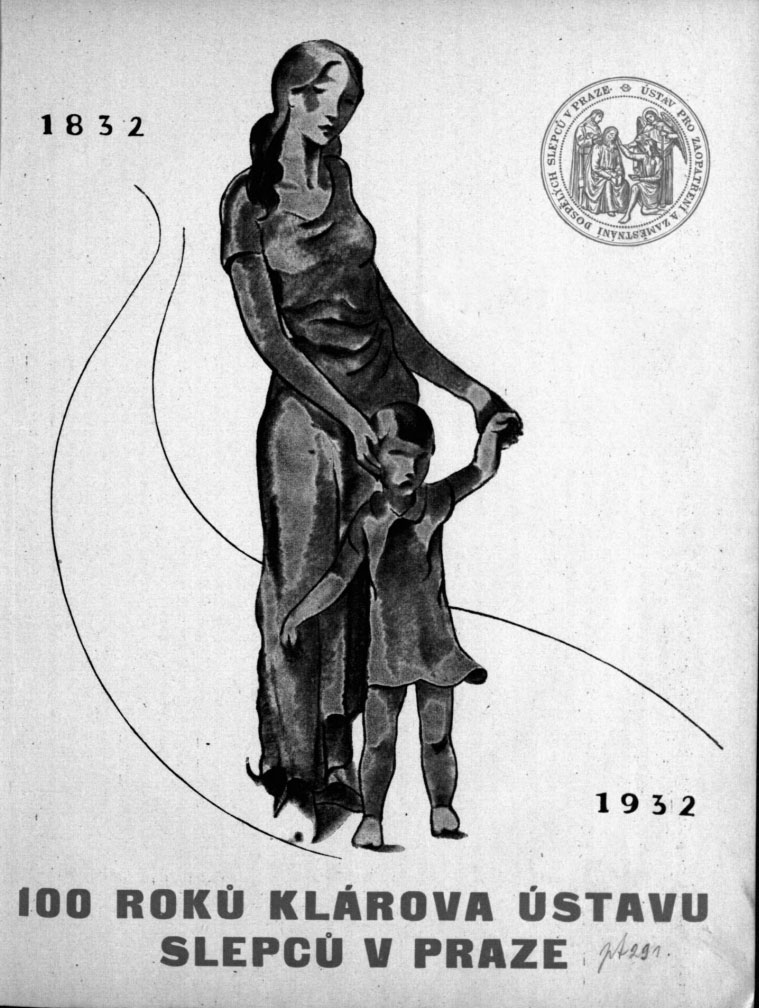 1832
ÚSTAV PRO ZAOPATŘENÍ A ZAMĚSTNÁNÍ DOSPĚLÝCH SLEPCŮ V PRAZE
1932
100 ROKŮ KLÁROVA ÚSTAVU
SLEPCŮ V PRAZE